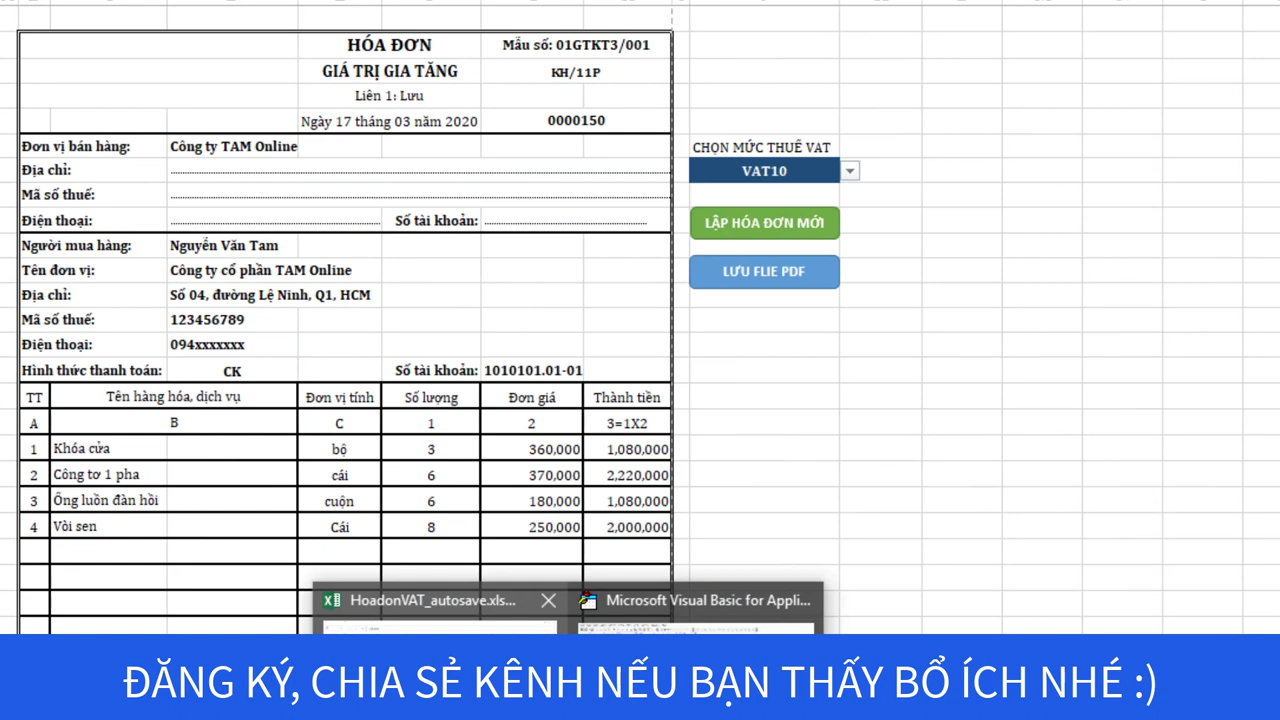 HÓA ĐƠN Mẫu số: 01GTKT3/001
GIÁ TRỊ GIA TĂNG KH/11P
Liên 1: Lưu
Ngày 17 tháng 03 năm 2020 0000150
Đơn vị bán hàng: Công ty TAM Online
Địa chỉ:
Mã số thuế:
Điện thoại: Số tài khoản:
Người mua hàng: Nguyễn Văn Tam
Tên đơn vị: Công ty cổ phần TAM Online
Địa chỉ: Số 04, đường Lệ Ninh, Q1, HCM
Mã số thuế: 123456789
Điện thoại: 094xxxxxxx
Hình thức thanh toán: CK Số tài khoản: 1010101.01-01
TT Tên hàng hóa, dịch vụ Đơn vị tính Số lượng Đơn giá Thành tiền
A B C 1 2 3=1X2
1 Khóa cửa bộ 3 360,000 1,080,000
2 Công tơ 1 pha cái 6 370,000 2,220,000
3 Ống luồn đàn hồi cuộn 6 180,000 1,080,000
4 Vòi sen Cái 8 250,000 2,000,000
CHỌN MỨC THUẾ VAT
VAT10
LẬP HÓA ĐƠN MỚI
LƯU FLIE PDF
HoadonVAT_autosave.xls...
Microsoft Visual Basic for Appli...
ĐĂNG KÝ, CHIA SẺ KÊNH NẾU BẠN THẤY BỔ ÍCH NHÉ :)